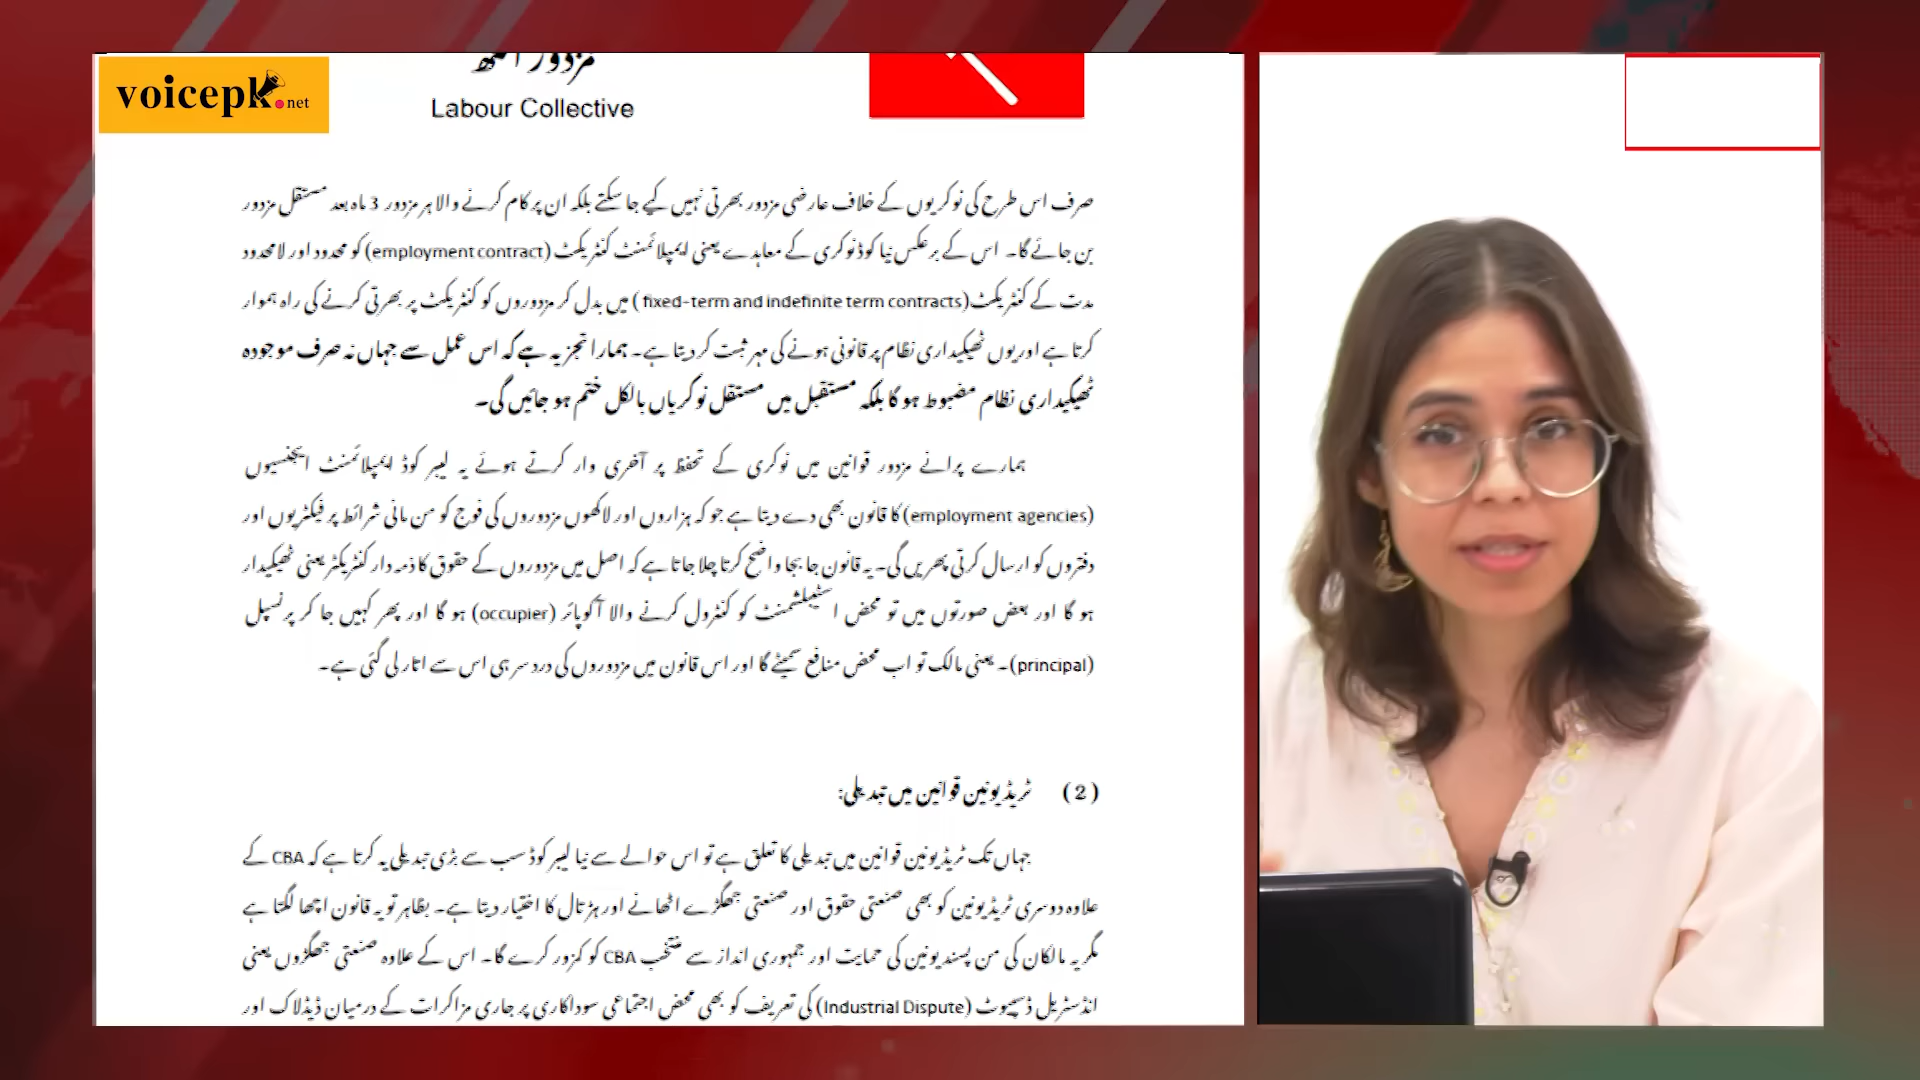 voicepk.net
مزدور اکٹھ
Labour Collective
صرف اس طرح کی نوکریوں کے خلاف عارضی مزدور بھرتی نہیں کیے جا سکتے بلکہ ان پر کام کرنے والا ہر مزدور 3 ماہ بعد مستقل مزدور
بن جائے گا۔ اس کے برعکس نیا کوڈ نوکری کے معاہدے یعنی ایمپلائمنٹ کنٹریکٹ (employment contract) کو محدود اور لامحدود
مدت کے کنٹریکٹ (fixed-term and indefinite term contracts) میں بدل کر مزدوروں کو کنٹریکٹ پر بھرتی کرنے کی راہ ہموار
کرتا ہے اور یوں ٹھیکیداری نظام پر قانونی ہونے کی مہر ثبت کر دیتا ہے۔ ہمارا تجزیہ ہے کہ اس عمل سے جہاں نہ صرف موجودہ
ٹھیکیداری نظام مضبوط ہو گا بلکہ مستقبل میں مستقل نوکریاں بالکل ختم ہو جائیں گی۔
ہمارے پرانے مزدور قوانین میں نوکری کے تحفظ پر آخری وار کرتے ہوئے یہ لیبر کوڈ ایمپلائمنٹ ایجنسیوں
(employment agencies) کا قانون بھی دے دیتا ہے جو کہ ہزاروں اور لاکھوں مزدوروں کی فوج کو من مانی شرائط پر فیکٹریوں اور
دفتروں کو ارسال کرتی پھریں گی۔ یہ قانون جا بجا واضح کرتا چلا جاتا ہے کہ اصل میں مزدوروں کے حقوق کا ذمہ دار کنٹریکٹر یعنی ٹھیکیدار
ہو گا اور بعض صورتوں میں تو محض اسٹیبلشمنٹ کو کنٹرول کرنے والا آکوپائر (occupier) ہو گا اور پھر کہیں جا کر پرنسپل
(principal)۔ یعنی مالک تو اب محض منافع سمیٹے گا اور اس قانون میں مزدوروں کی درد سر ہی اس سے اتار لی گئی ہے۔
(2) ٹریڈ یونین قوانین میں تبدیلی:
جہاں تک ٹریڈ یونین قوانین میں تبدیلی کا تعلق ہے تو اس حوالے سے نیا لیبر کوڈ سب سے بڑی تبدیلی یہ کرتا ہے کہ CBA کے
علاوہ دوسری ٹریڈ یونین کو بھی صنعتی حقوق اور صنعتی جھگڑے اٹھانے اور ہڑتال کا اختیار دیتا ہے۔ بظاہر تو یہ قانون اچھا لگتا ہے
مگر یہ مالکان کی من پسند یونین کی حمایت اور جمہوری انداز سے منتخب CBA کو کمزور کرے گا۔ اس کے علاوہ صنعتی جھگڑوں یعنی
انڈسٹریل ڈسپیوٹ (Industrial Dispute) کی تعریف کو بھی محض اجتماعی سوداکاری پر جاری مزاکرات کے درمیان ڈیڈلاک اور